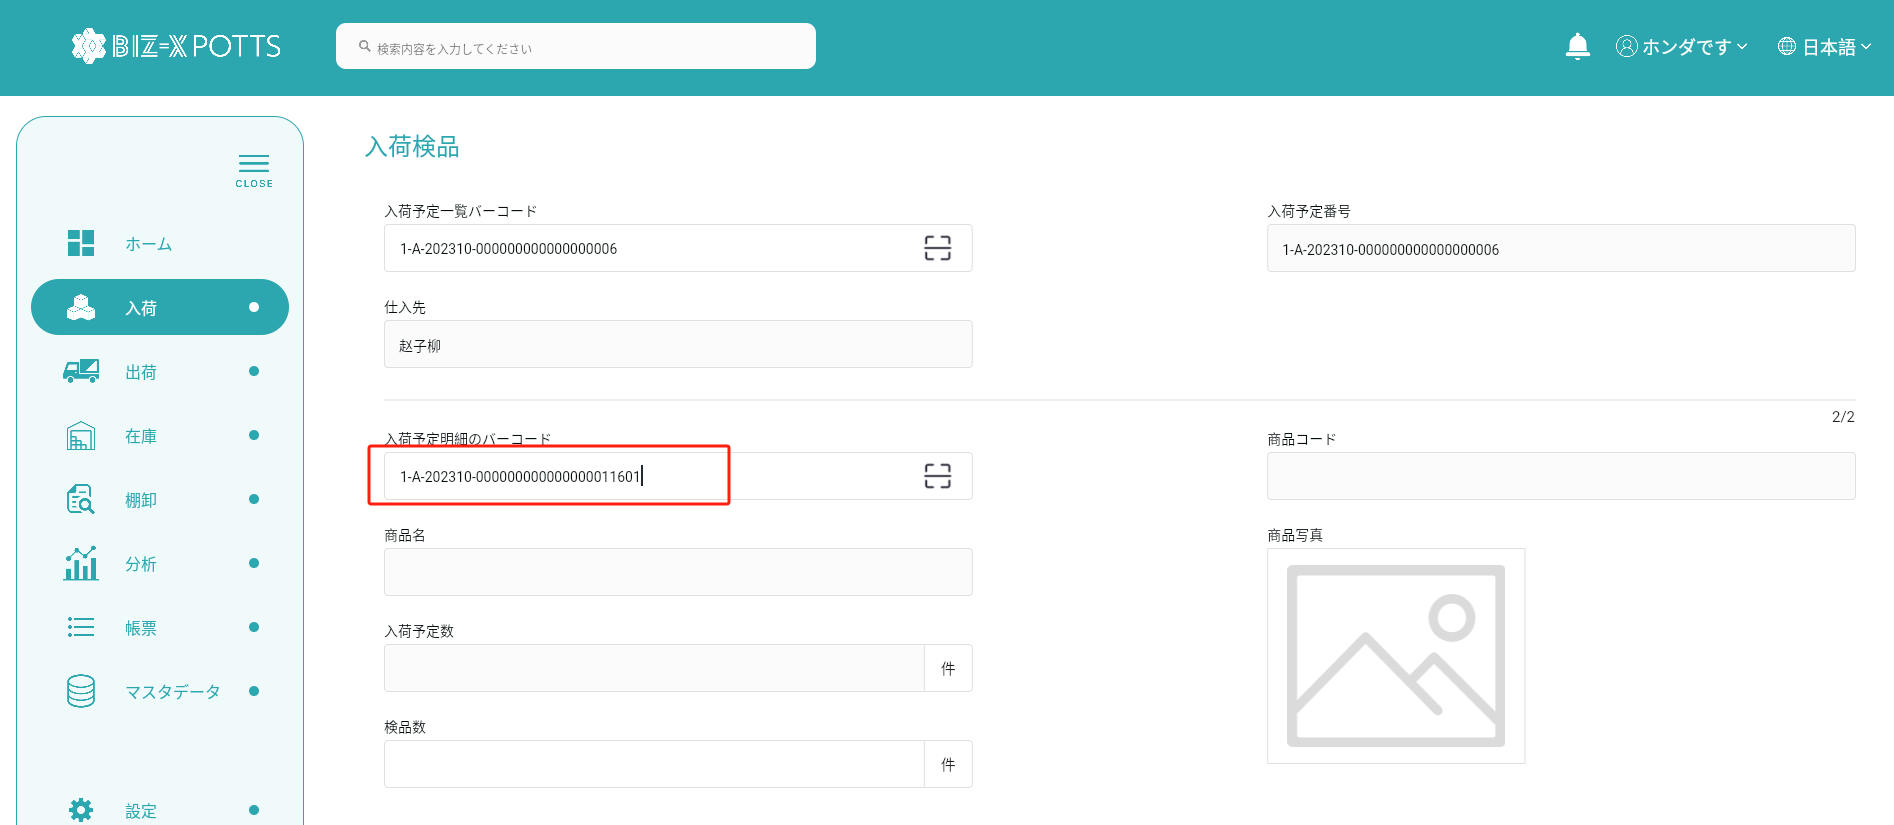 BIZ-X POTTS
検索内容を入力してください
ホンダです
日本語
CLOSE
ホーム
入荷
出荷
在庫
棚卸
分析
帳票
マスタデータ
設定
入荷検品
入荷予定一覧バーコード
1-A-202310-000000000000000006
入荷予定番号
1-A-202310-000000000000000006
仕入先
赵子柳
2/2
入荷予定明細のバーコード
1-A-202310-000000000000000011601
商品コード
商品名
商品写真
入荷予定数
件
検品数
件